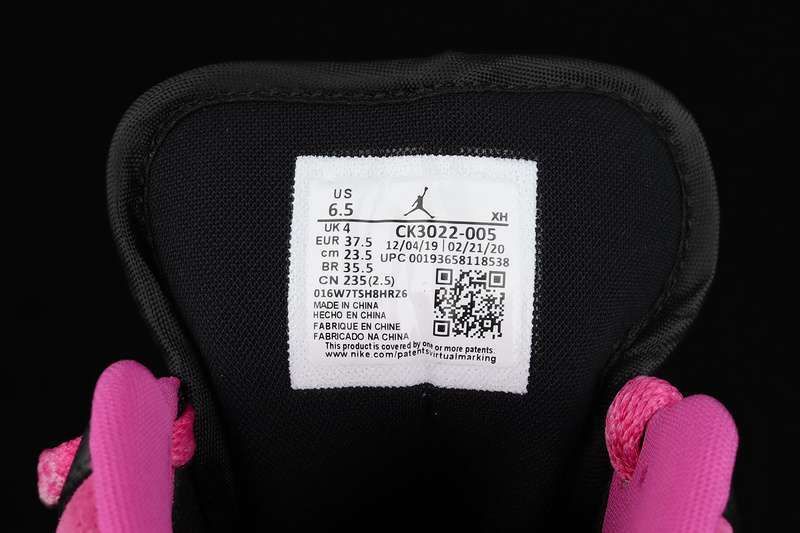 US
6.5
XH
UK 4
EUR 37.5
cm 23.5
BR 35.5
CN 235(2.5)
CK3022-005
12/04/19 | 02/21/20
UPC 00193658118538
016W7TSH8HRZ6
MADE IN CHINA
HECHO EN CHINA
FABRIQUE EN CHINE
FABRICADO NA CHINA
This product is covered by one or more patents.
www.nike.com/patentsvirtualmarking